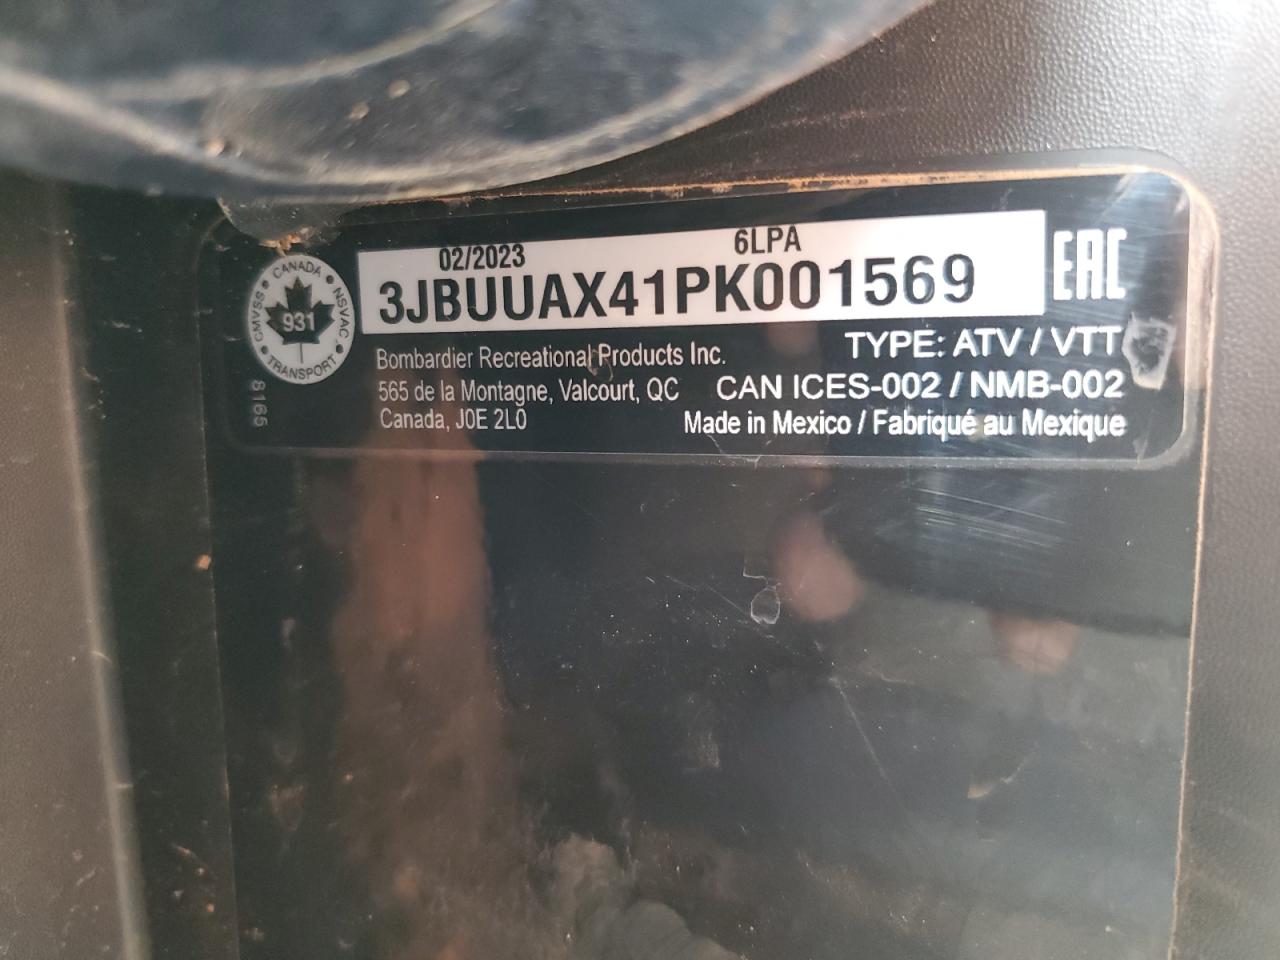 02/2023 6LPA
3JBUUAX41PK001569
EAC
CANADA
CMVSS 931 NSVAC
TRANSPORT
8165
TYPE: ATV / VTT
Bombardier Recreational Products Inc.
565 de la Montagne, Valcourt, QC CAN ICES-002 / NMB-002
Canada, J0E 2L0 Made in Mexico / Fabriqué au Mexique